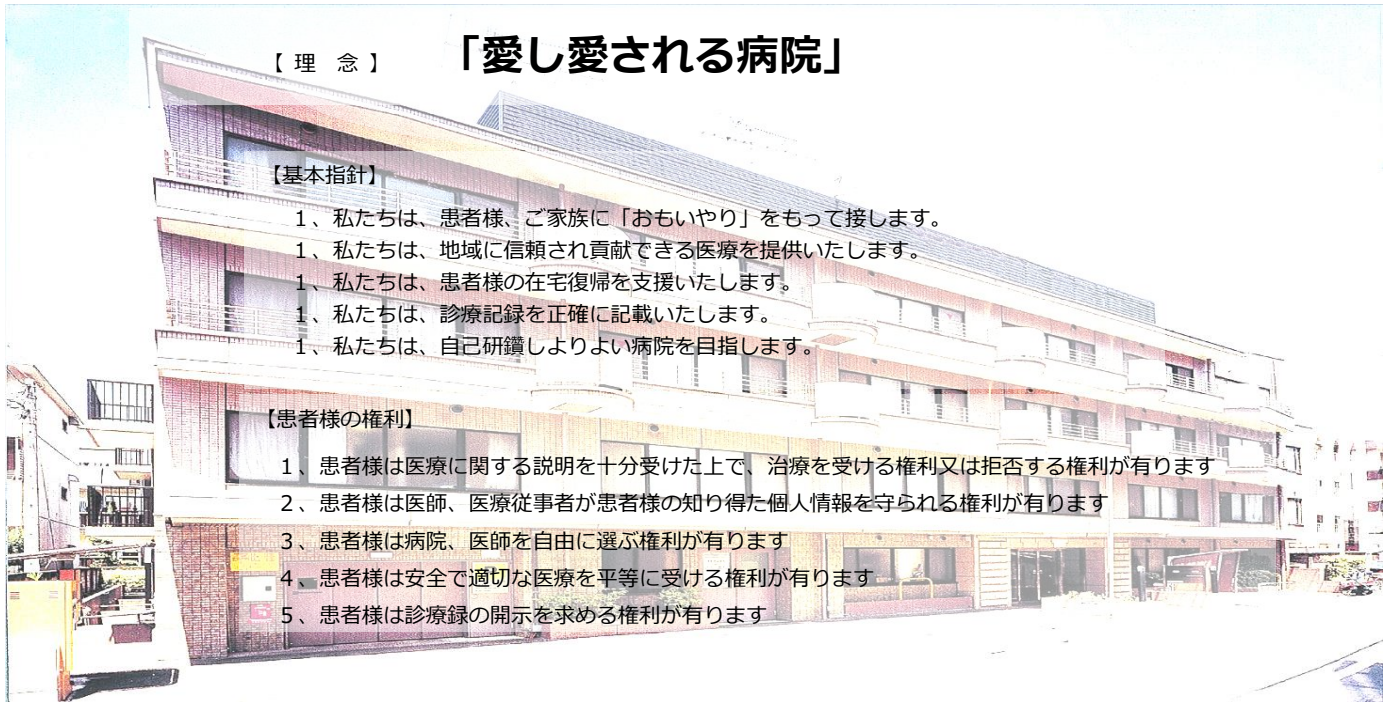 【 理　念 】 「愛し愛される病院」
【基本指針】
１、私たちは、患者様、ご家族に「おもいやり」をもって接します。
１、私たちは、地域に信頼され貢献できる医療を提供いたします。
１、私たちは、患者様の在宅復帰を支援いたします。
１、私たちは、診療記録を正確に記載いたします。
１、私たちは、自己研鑽しよりよい病院を目指します。
【患者様の権利】
１、患者様は医療に関する説明を十分受けた上で、治療を受ける権利又は拒否する権利が有ります
２、患者様は医師、医療従事者が患者様の知り得た個人情報を守られる権利が有ります
３、患者様は病院、医師を自由に選ぶ権利が有ります
４、患者様は安全で適切な医療を平等に受ける権利が有ります
５、患者様は診療録の開示を求める権利が有ります